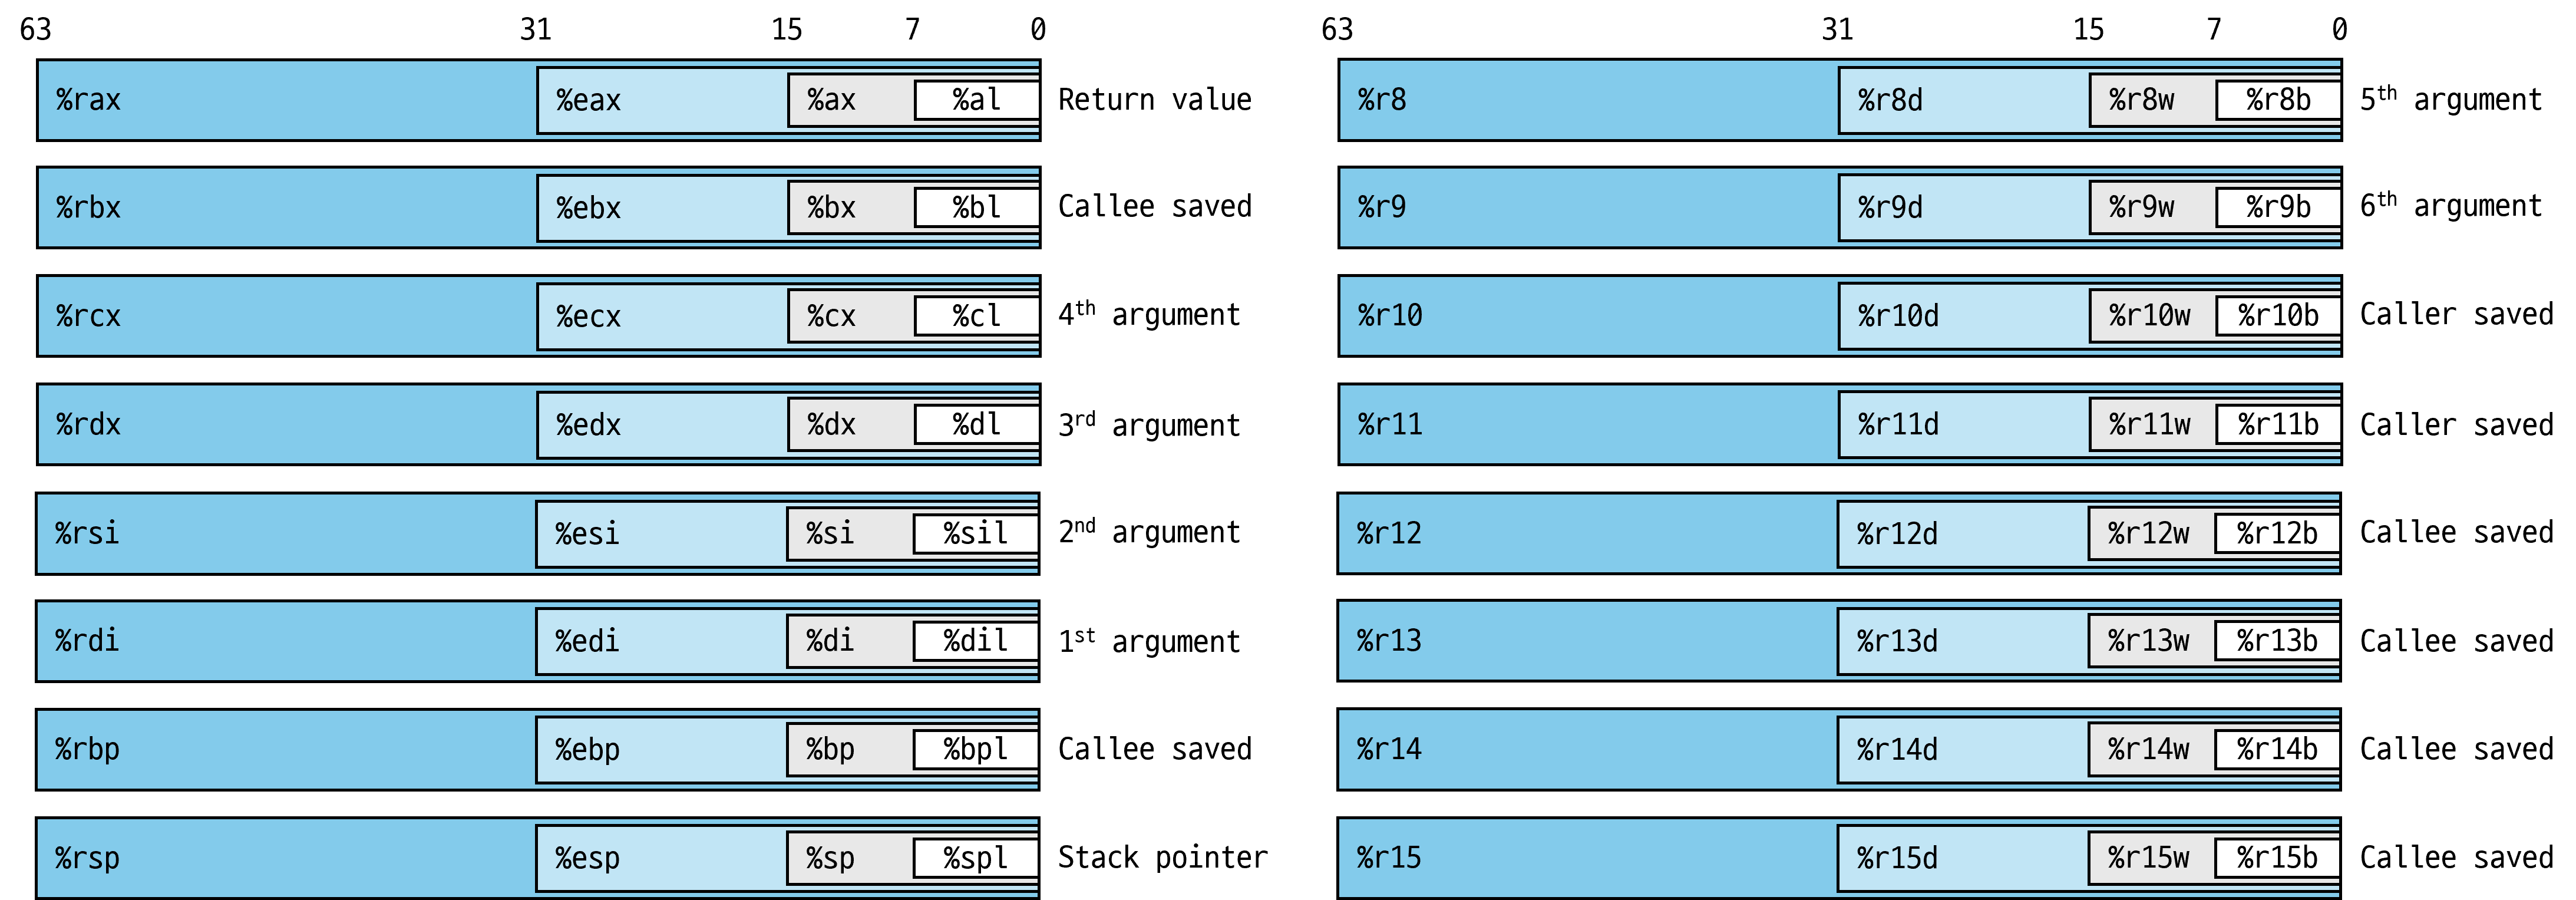 63 31 15 7 0
%rax %eax %ax %al Return value
%rbx %ebx %bx %bl Callee saved
%rcx %ecx %cx %cl 4th argument
%rdx %edx %dx %dl 3rd argument
%rsi %esi %si %sil 2nd argument
%rdi %edi %di %dil 1st argument
%rbp %ebp %bp %bpl Callee saved
%rsp %esp %sp %spl Stack pointer
63 31 15 7 0
%r8 %r8d %r8w %r8b 5th argument
%r9 %r9d %r9w %r9b 6th argument
%r10 %r10d %r10w %r10b Caller saved
%r11 %r11d %r11w %r11b Caller saved
%r12 %r12d %r12w %r12b Callee saved
%r13 %r13d %r13w %r13b Callee saved
%r14 %r14d %r14w %r14b Callee saved
%r15 %r15d %r15w %r15b Callee saved